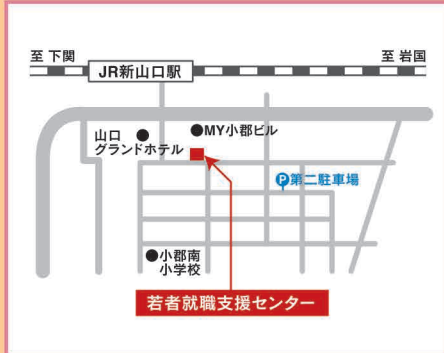 至 下関
至 岩国
JR新山口駅
山口
グランドホテル
MY小郡ビル
P第二駐車場
小郡南
小学校
若者就職支援センター